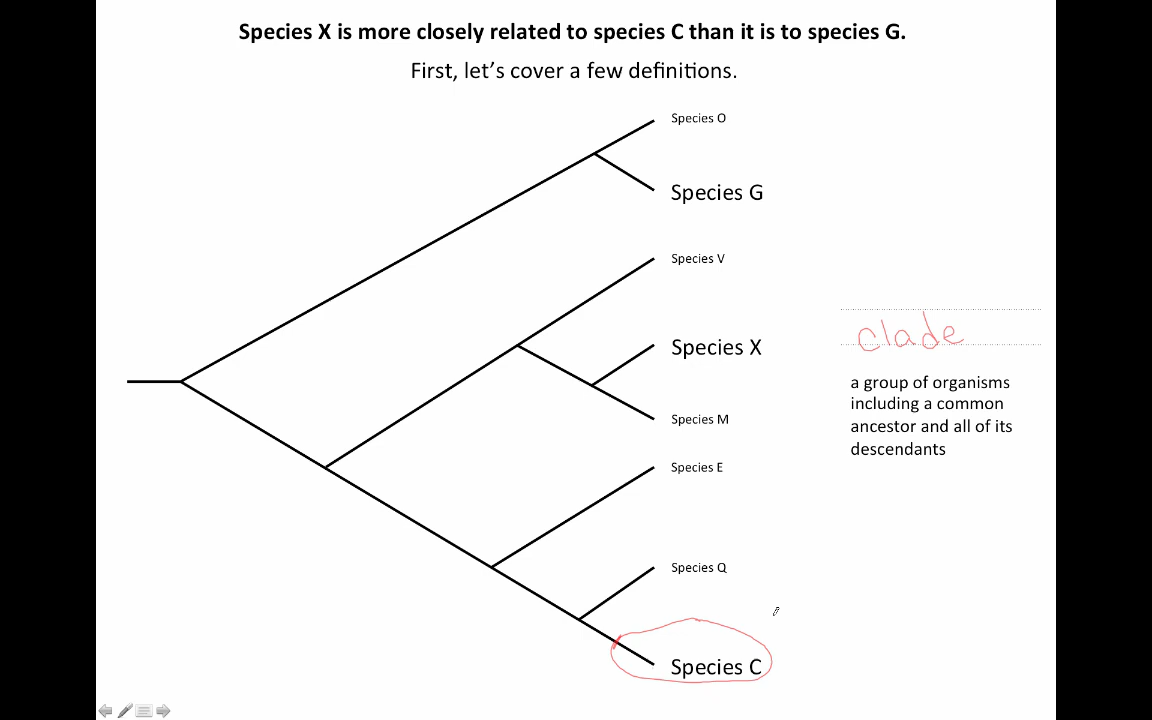 Species X is more closely related to species C than it is to species G.
First, let's cover a few definitions.
Species O
Species G
Species V
Species X
clade
a group of organisms
including a common
ancestor and all of its
descendants
Species M
Species E
Species Q
Species C